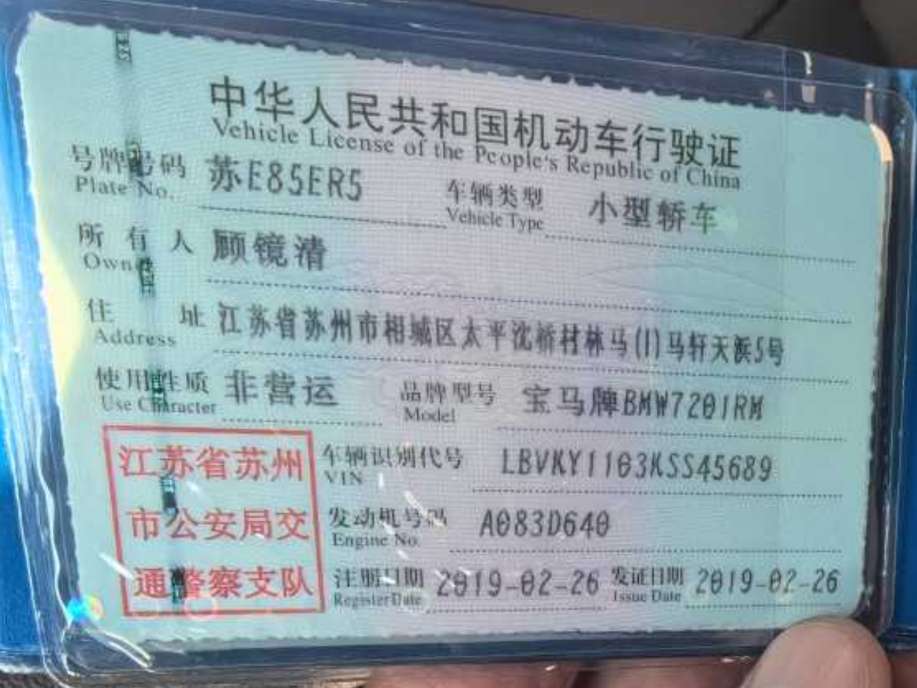 中华人民共和国机动车行驶证
Vehicle License of the People's Republic of China
号牌号码 苏E85ER5 车辆类型 小型轿车
Plate No. Vehicle Type
所有人 顾镜清
Owner
住址 江苏省苏州市相城区太平沈桥村林马(1)马轩天浜5号
Address
使用性质 非营运 品牌型号 宝马牌BMW7201RM
Use Character Model
江苏省苏州 车辆识别代号 LBVKY1103KSS45689
VIN
市公安局交 发动机号码 A083D640
Engine No.
通警察支队 注册日期 2019-02-26 发证日期 2019-02-26
Register Date Issue Date